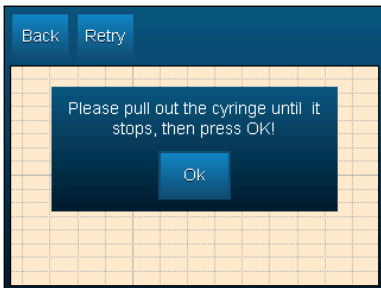 Back Retry
Please pull out the cyringe until  it
stops, then press OK!
Ok